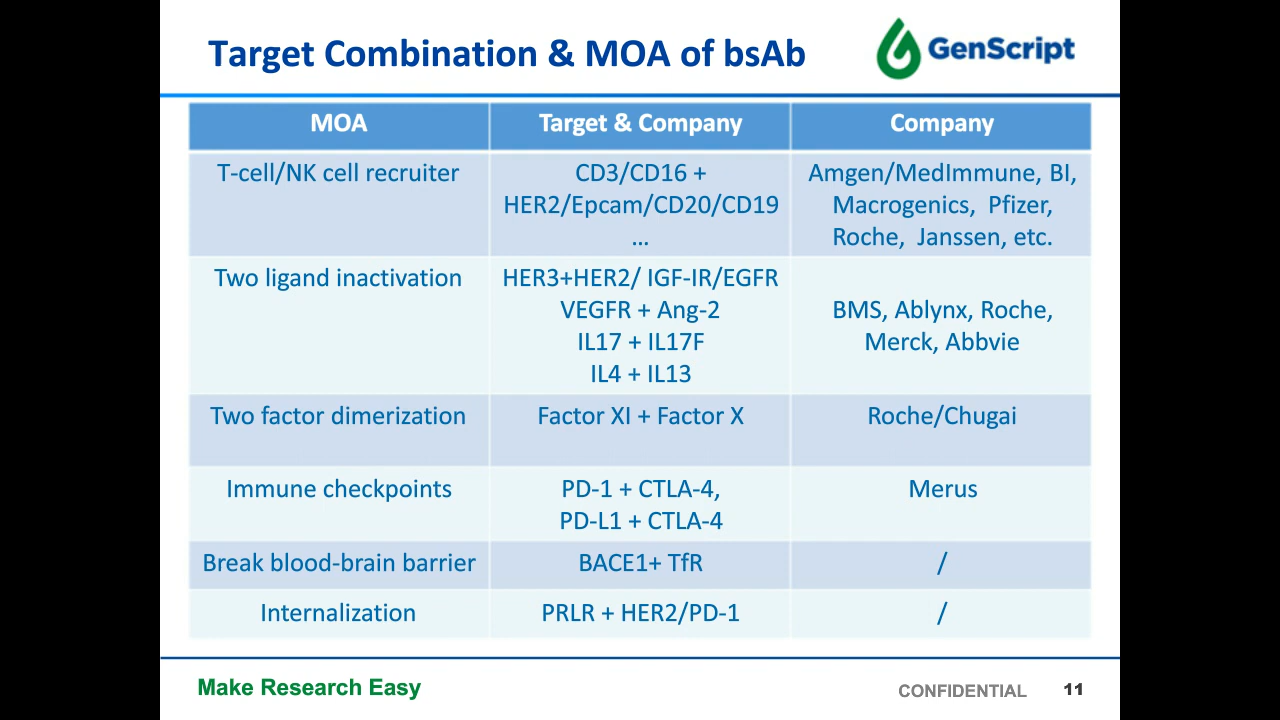 Target Combination & MOA of bsAb
GenScript
MOA
Target & Company
Company
T-cell/NK cell recruiter
CD3/CD16 +
HER2/Epcam/CD20/CD19
...
Amgen/MedImmune, BI,
Macrogenics, Pfizer,
Roche, Janssen, etc.
Two ligand inactivation
HER3+HER2/ IGF-IR/EGFR
VEGFR + Ang-2
IL17 + IL17F
IL4 + IL13
BMS, Ablynx, Roche,
Merck, Abbvie
Two factor dimerization
Factor XI + Factor X
Roche/Chugai
Immune checkpoints
PD-1 + CTLA-4,
PD-L1 + CTLA-4
Merus
Break blood-brain barrier
BACE1+ TfR
/
Internalization
PRLR + HER2/PD-1
/
Make Research Easy
CONFIDENTIAL
11